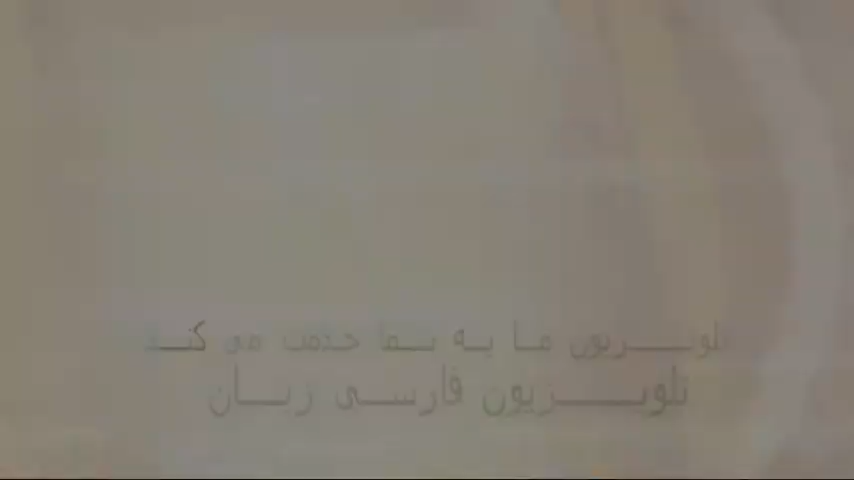 تلویزیون ما به شما خدمت می کند
تلویزیون فارسی زبان